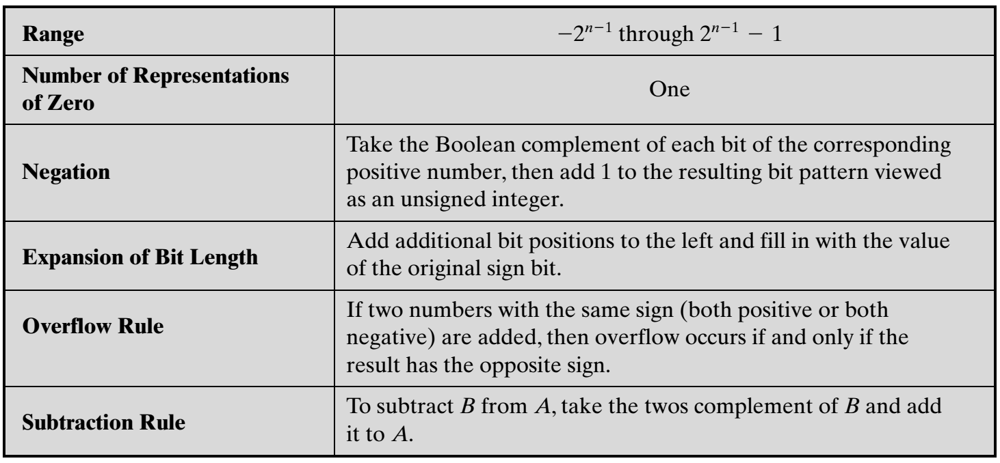 Range
−2ⁿ⁻¹ through 2ⁿ⁻¹ − 1
Number of Representations
of Zero
One
Negation
Take the Boolean complement of each bit of the corresponding
positive number, then add 1 to the resulting bit pattern viewed
as an unsigned integer.
Expansion of Bit Length
Add additional bit positions to the left and fill in with the value
of the original sign bit.
Overflow Rule
If two numbers with the same sign (both positive or both
negative) are added, then overflow occurs if and only if the
result has the opposite sign.
Subtraction Rule
To subtract B from A, take the twos complement of B and add
it to A.